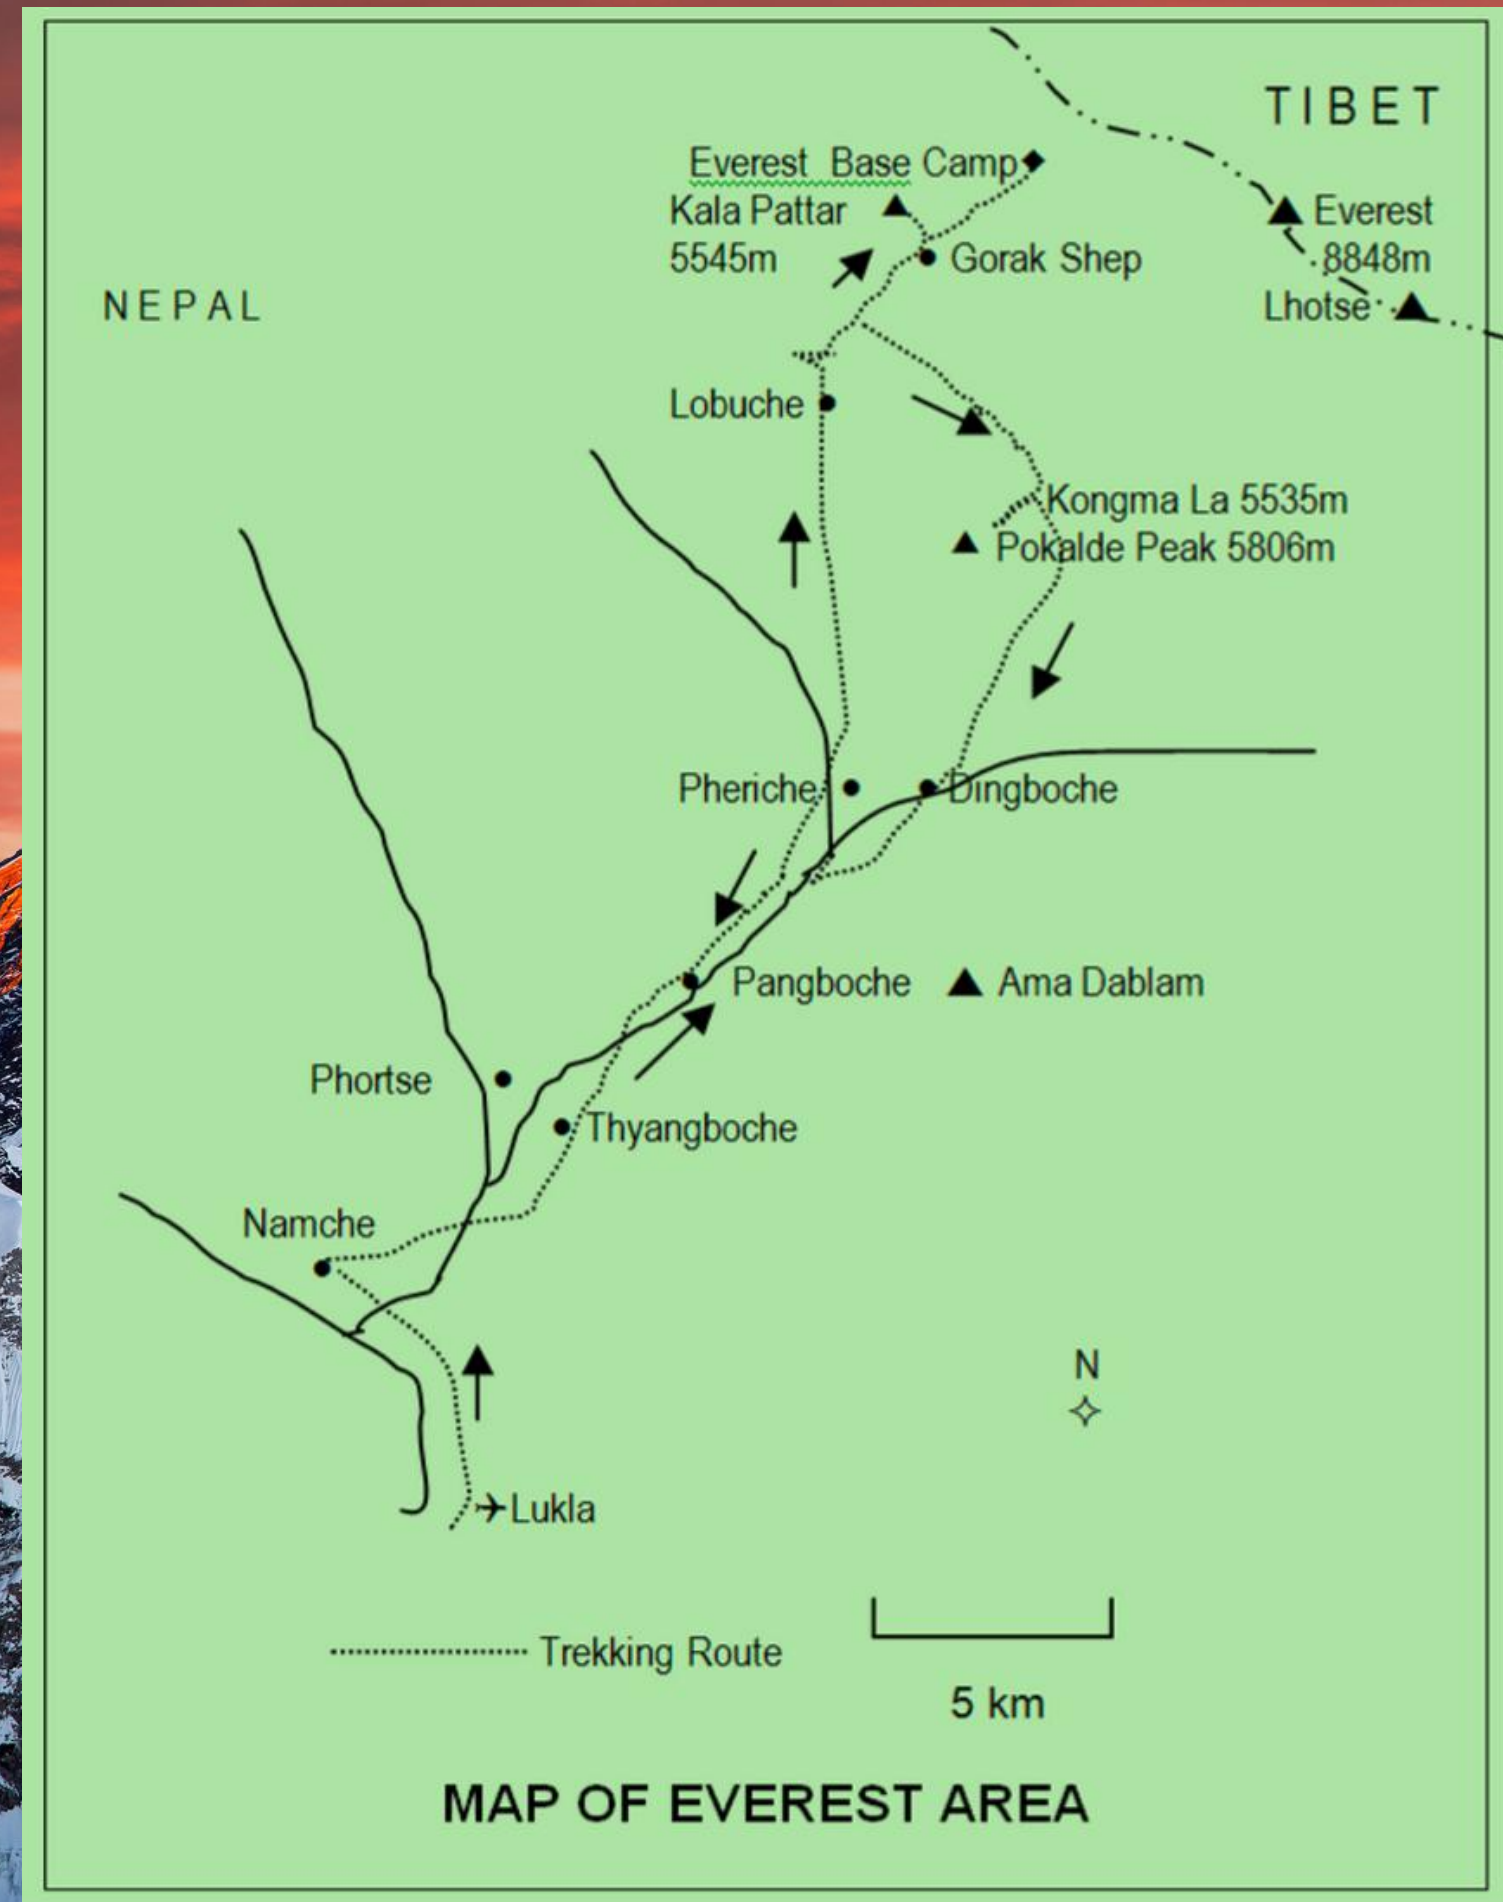 TIBET
Everest Base Camp
Kala Pattar
5545m
Everest
8848m
Gorak Shep
NEPAL
Lhotse
Lobuche
Kongma La 5535m
Pokalde Peak 5806m
Pheriche
Dingboche
Pangboche
Ama Dablam
Phortse
Thyangboche
Namche
N
Lukla
Trekking Route
5 km
MAP OF EVEREST AREA